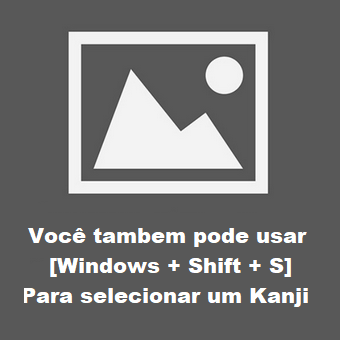 Você tambem pode usar
[Windows + Shift + S]
Para selecionar um Kanji